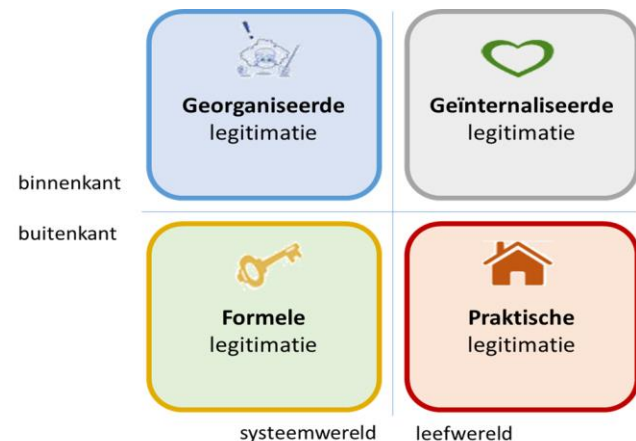 Georganiseerde
legitimatie
Geïnternaliseerde
legitimatie
binnenkant
buitenkant
Formele
legitimatie
Praktische
legitimatie
systeemwereld
leefwereld